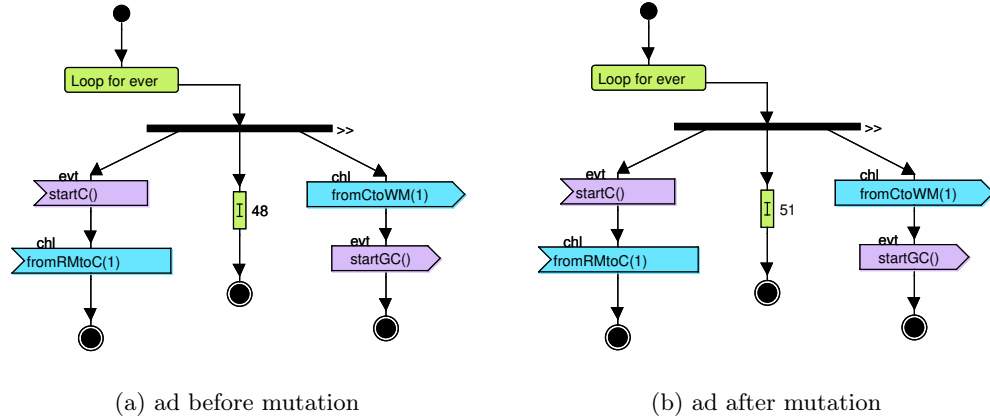 Loop for ever
>>
evt
startC()
chl
fromRMtoC(1)
48
chl
fromCtoWM(1)
evt
startGC()
(a) ad before mutation
Loop for ever
>>
evt
startC()
chl
fromRMtoC(1)
51
chl
fromCtoWM(1)
evt
startGC()
(b) ad after mutation